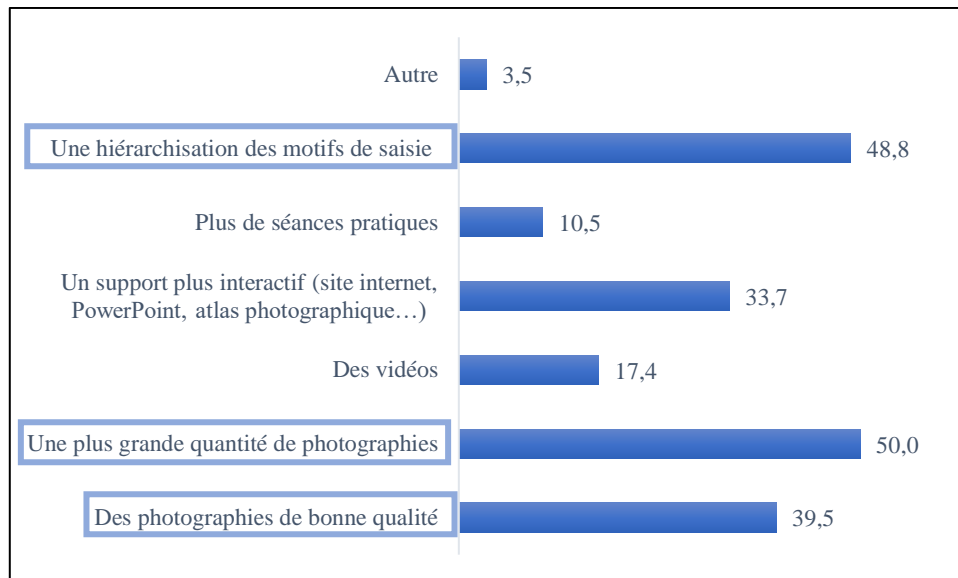 Autre
3,5
Une hiérarchisation des motifs de saisie
48,8
Plus de séances pratiques
10,5
Un support plus interactif (site internet,
PowerPoint, atlas photographique…)
33,7
Des vidéos
17,4
Une plus grande quantité de photographies
50,0
Des photographies de bonne qualité
39,5